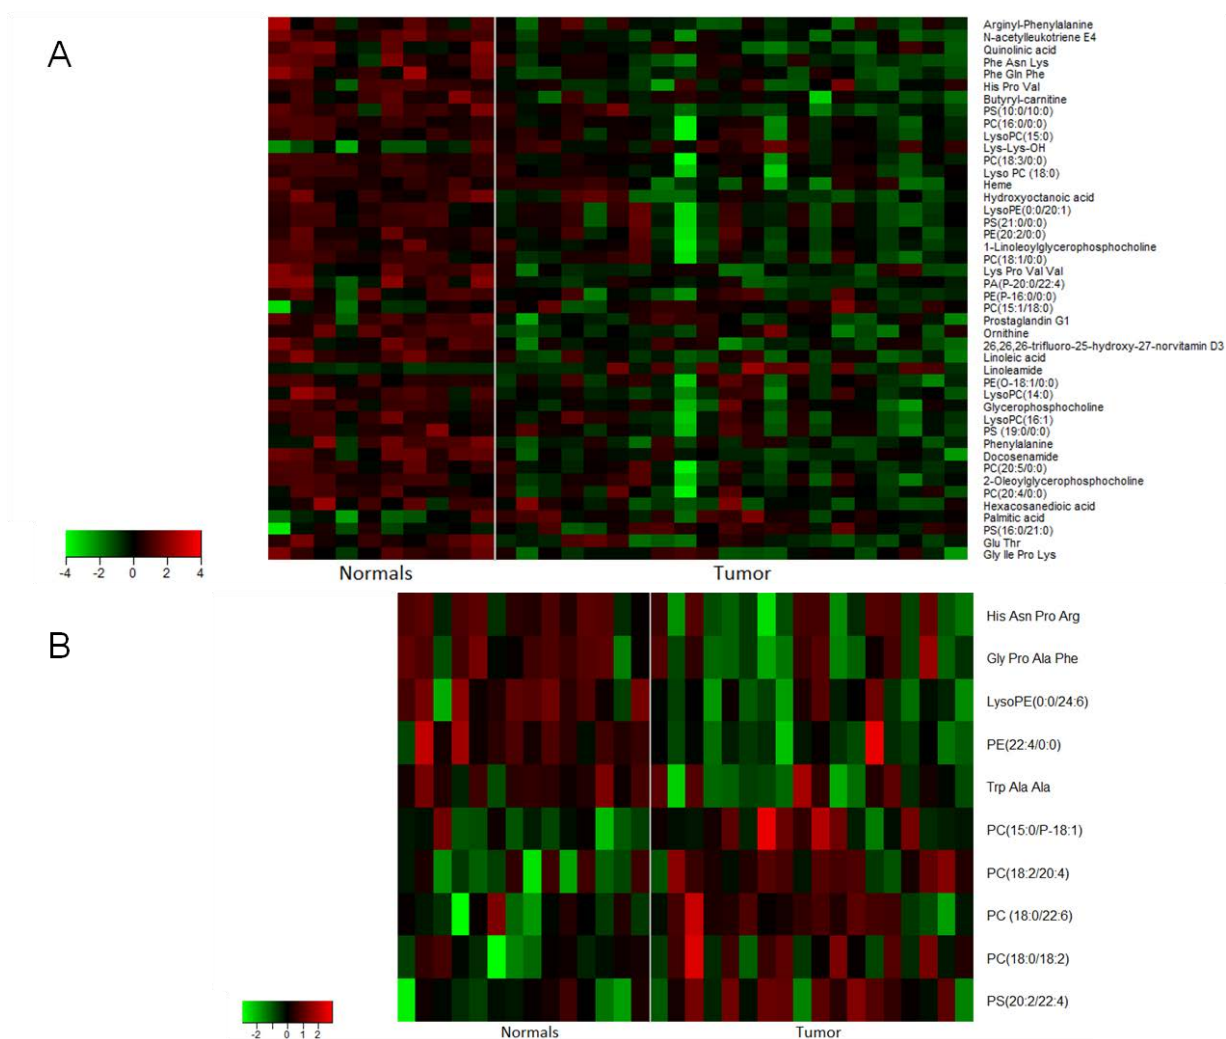 A
Arginyl-Phenylalanine
N-acetylleukotriene E4
Quinolinic acid
Phe Asn Lys
Phe Gln Phe
His Pro Val
Butyryl-carnitine
PS(10:0/10:0)
PC(16:0/0:0)
LysoPC(15:0)
Lys-Lys-OH
PC(18:3/0:0)
Lyso PC (18:0)
Heme
Hydroxyoctanoic acid
LysoPE(0:0/20:1)
PS(21:0/0:0)
PE(20:2/0:0)
1-Linoleoylglycerophosphocholine
PC(18:1/0:0)
Lys Pro Val Val
PA(P-20:0/22:4)
PE(P-16:0/0:0)
PC(15:1/18:0)
Prostaglandin G1
Ornithine
26,26,26-trifluoro-25-hydroxy-27-norvitamin D3
Linoleic acid
Linoleamide
PE(O-18:1/0:0)
LysoPC(14:0)
Glycerophosphocholine
LysoPC(16:1)
PS (19:0/0:0)
Phenylalanine
Docosenamide
PC(20:5/0:0)
2-Oleoylglycerophosphocholine
PC(20:4/0:0)
Hexacosanedioic acid
Palmitic acid
PS(16:0/21:0)
Glu Thr
Gly Ile Pro Lys
-4 -2 0 2 4
Normals Tumor
B
His Asn Pro Arg
Gly Pro Ala Phe
LysoPE(0:0/24:6)
PE(22:4/0:0)
Trp Ala Ala
PC(15:0/P-18:1)
PC(18:2/20:4)
PC (18:0/22:6)
PC(18:0/18:2)
PS(20:2/22:4)
-2 0 1 2
Normals Tumor